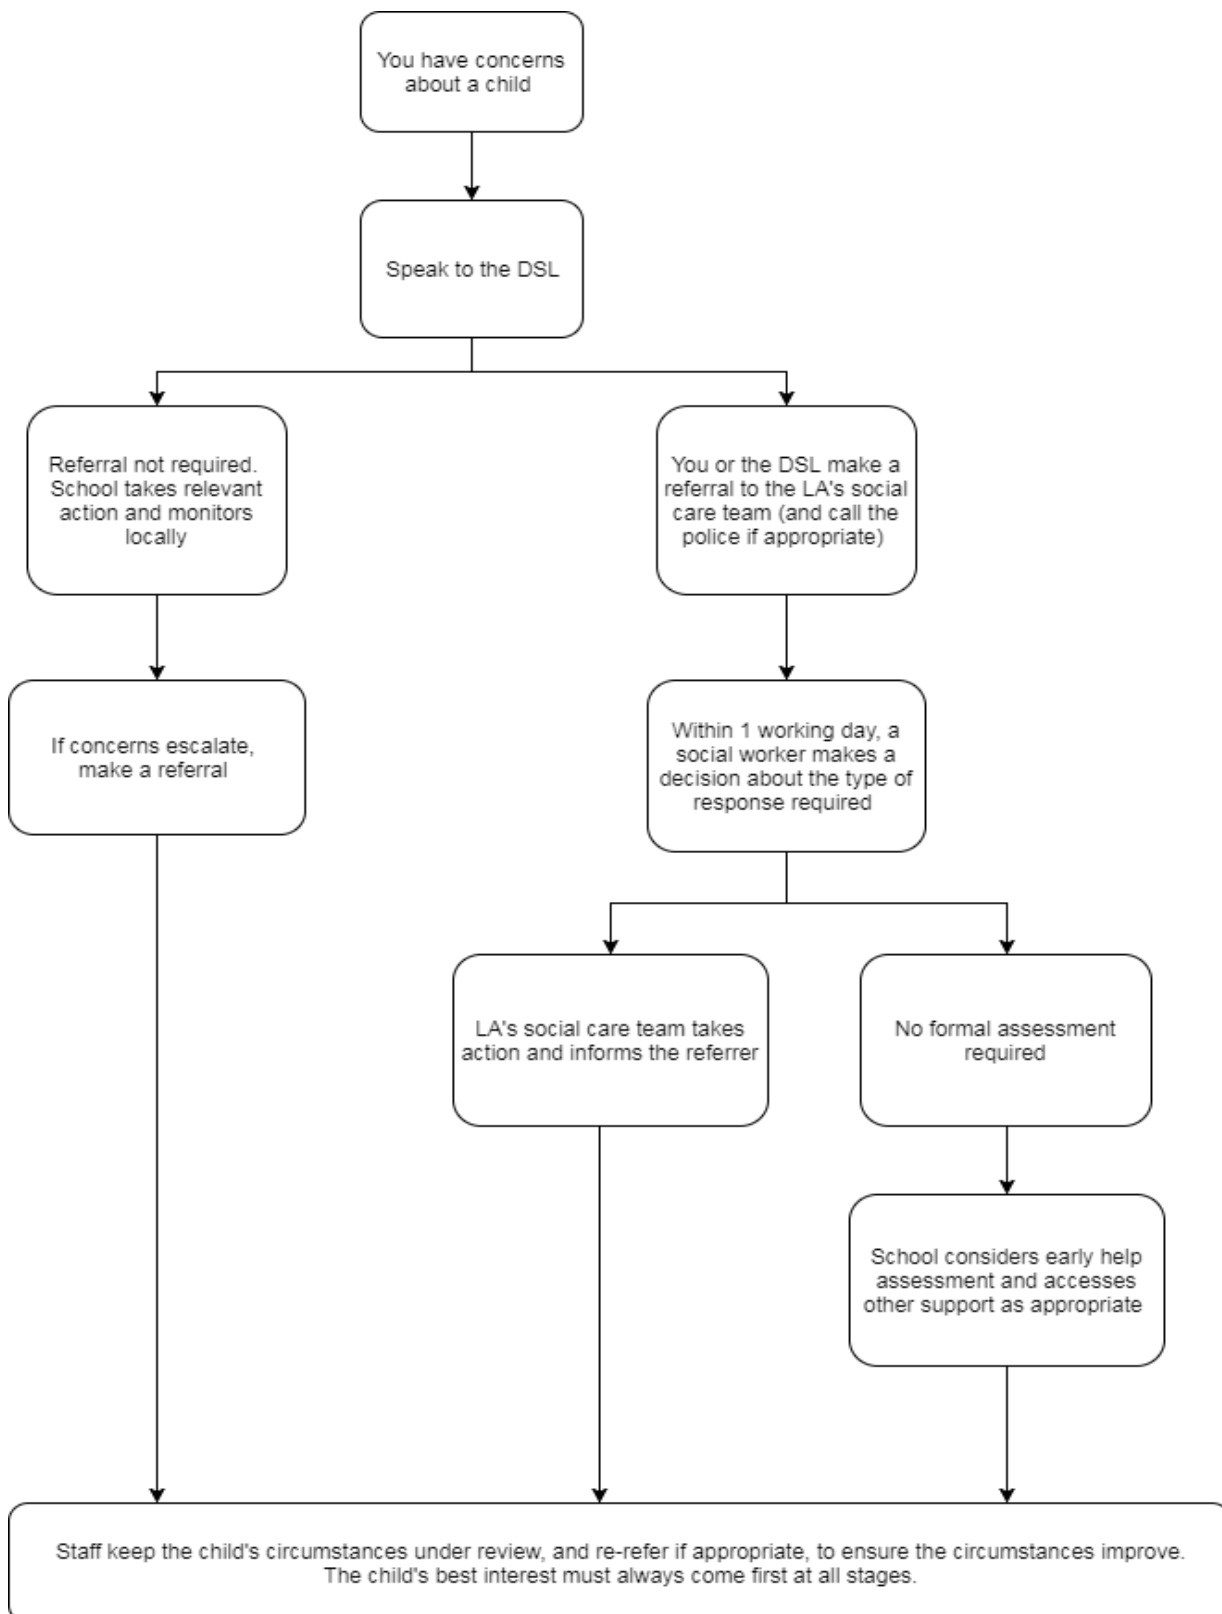 You have concerns
about a child
Speak to the DSL
Referral not required.
School takes relevant
action and monitors
locally
You or the DSL make a
referral to the LA's social
care team (and call the
police if appropriate)
If concerns escalate,
make a referral
Within 1 working day, a
social worker makes a
decision about the type of
response required
LA's social care team takes
action and informs the referrer
No formal assessment
required
School considers early help
assessment and accesses
other support as appropriate
Staff keep the child's circumstances under review, and re-refer if appropriate, to ensure the circumstances improve.
The child's best interest must always come first at all stages.